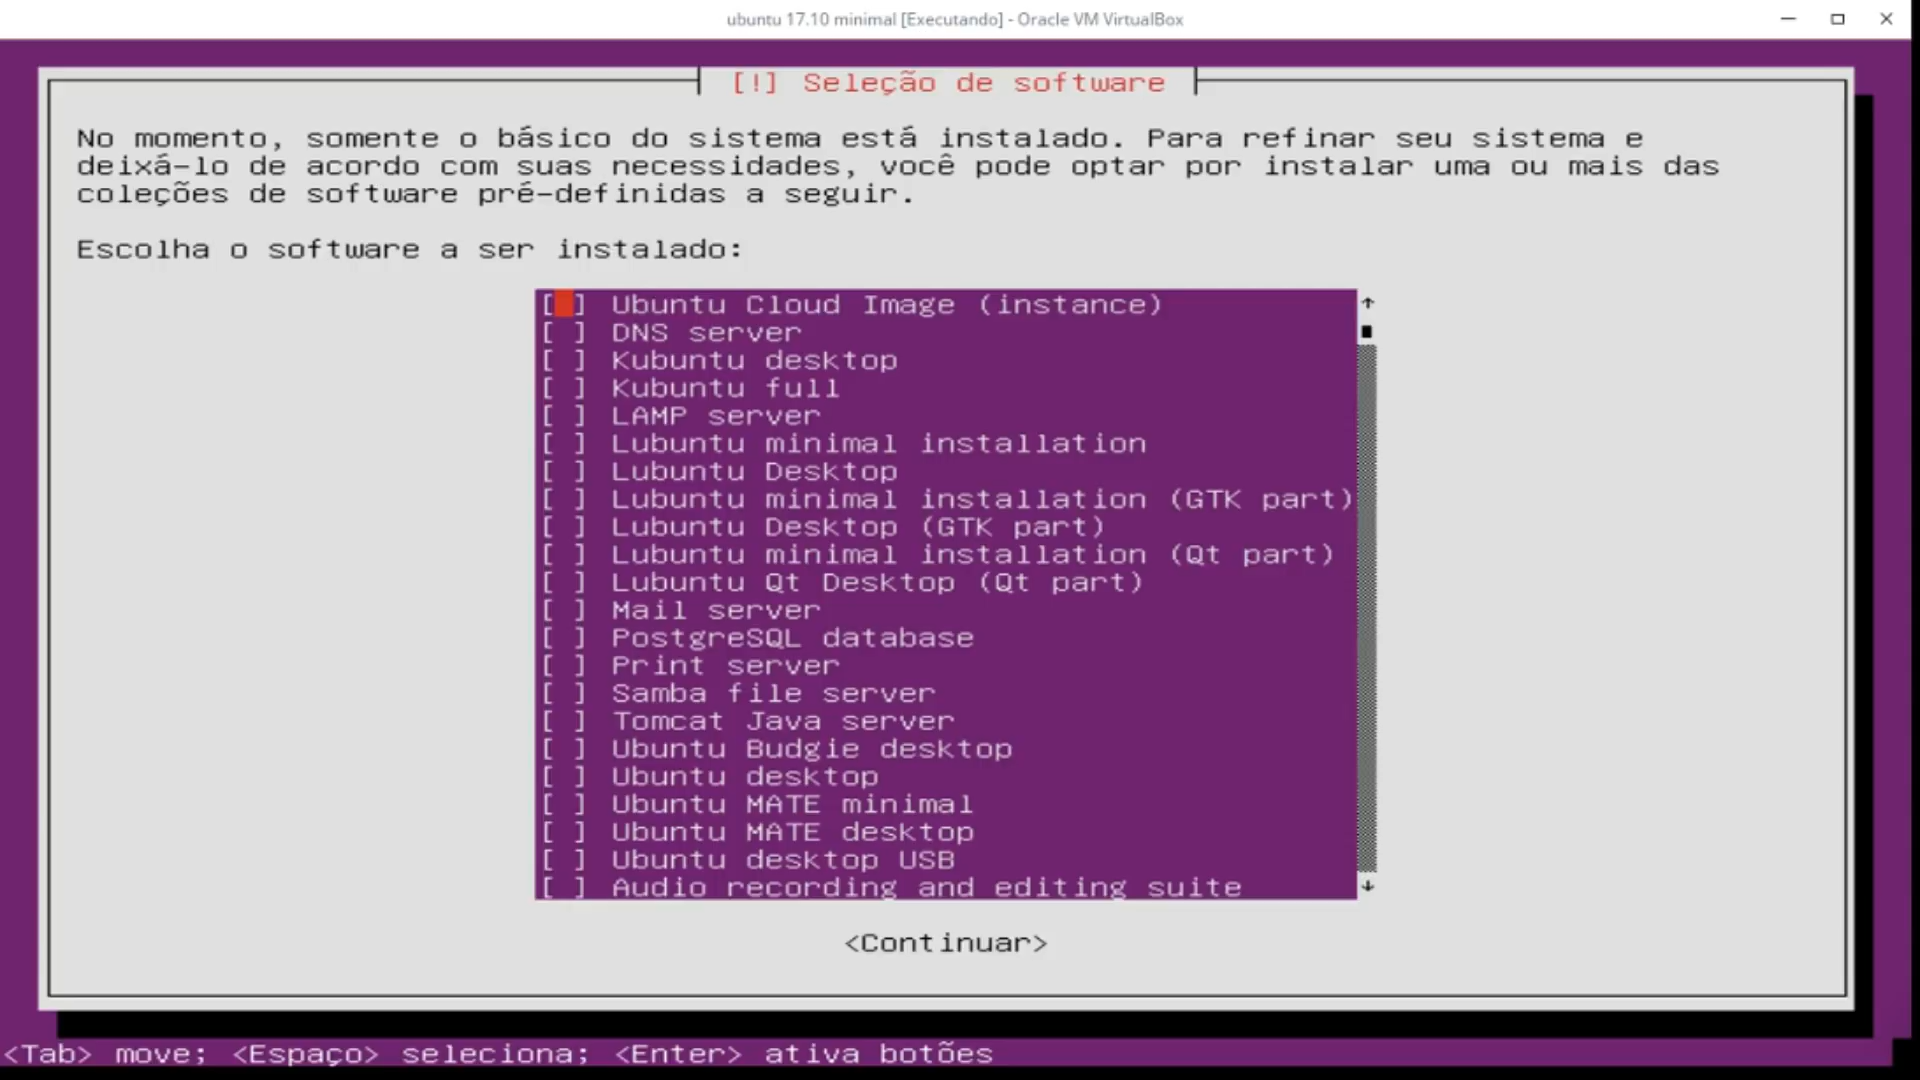 ubuntu 17.10 minimal [Executando] - Oracle VM VirtualBox
[!] Seleção de software
No momento, somente o básico do sistema está instalado. Para refinar seu sistema e
deixá-lo de acordo com suas necessidades, você pode optar por instalar uma ou mais das
coleções de software pré-definidas a seguir.
Escolha o software a ser instalado:
[ ] Ubuntu Cloud Image (instance)
[ ] DNS server
[ ] Kubuntu desktop
[ ] Kubuntu full
[ ] LAMP server
[ ] Lubuntu minimal installation
[ ] Lubuntu Desktop
[ ] Lubuntu minimal installation (GTK part)
[ ] Lubuntu Desktop (GTK part)
[ ] Lubuntu minimal installation (Qt part)
[ ] Lubuntu Qt Desktop (Qt part)
[ ] Mail server
[ ] PostgreSQL database
[ ] Print server
[ ] Samba file server
[ ] Tomcat Java server
[ ] Ubuntu Budgie desktop
[ ] Ubuntu desktop
[ ] Ubuntu MATE minimal
[ ] Ubuntu MATE desktop
[ ] Ubuntu desktop USB
[ ] Audio recording and editing suite
<Continuar>
<Tab> move; <Espaço> seleciona; <Enter> ativa botões